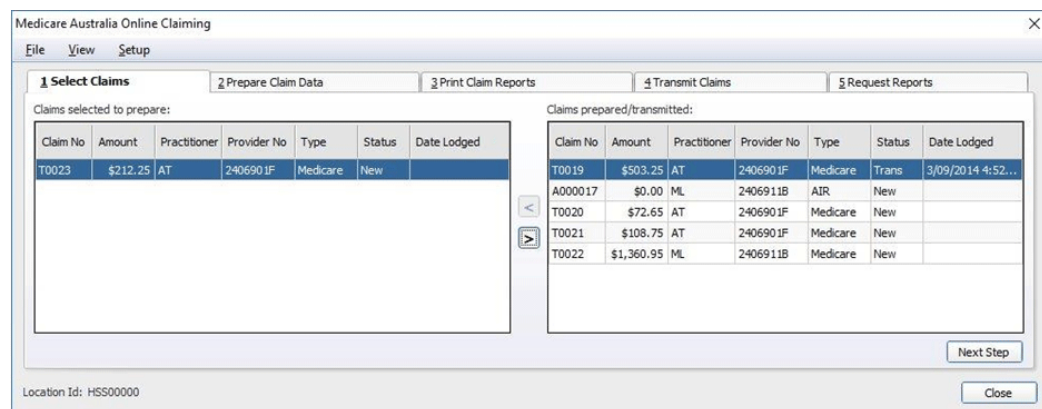 Medicare Australia Online Claiming
File View Setup
1 Select Claims 2 Prepare Claim Data 3 Print Claim Reports 4 Transmit Claims 5 Request Reports
Claims selected to prepare:
Claim No Amount Practitioner Provider No Type Status Date Lodged
T0023 $212.25 AT 2406901F Medicare New
<
>
Claims prepared/transmitted:
Claim No Amount Practitioner Provider No Type Status Date Lodged
T0019 $503.25 AT 2406901F Medicare Trans 3/09/2014 4:52...
A000017 $0.00 ML 2406911B AIR New
T0020 $72.65 AT 2406901F Medicare New
T0021 $108.75 AT 2406901F Medicare New
T0022 $1,360.95 ML 2406911B Medicare New
Next Step
Location Id: HSS00000
Close